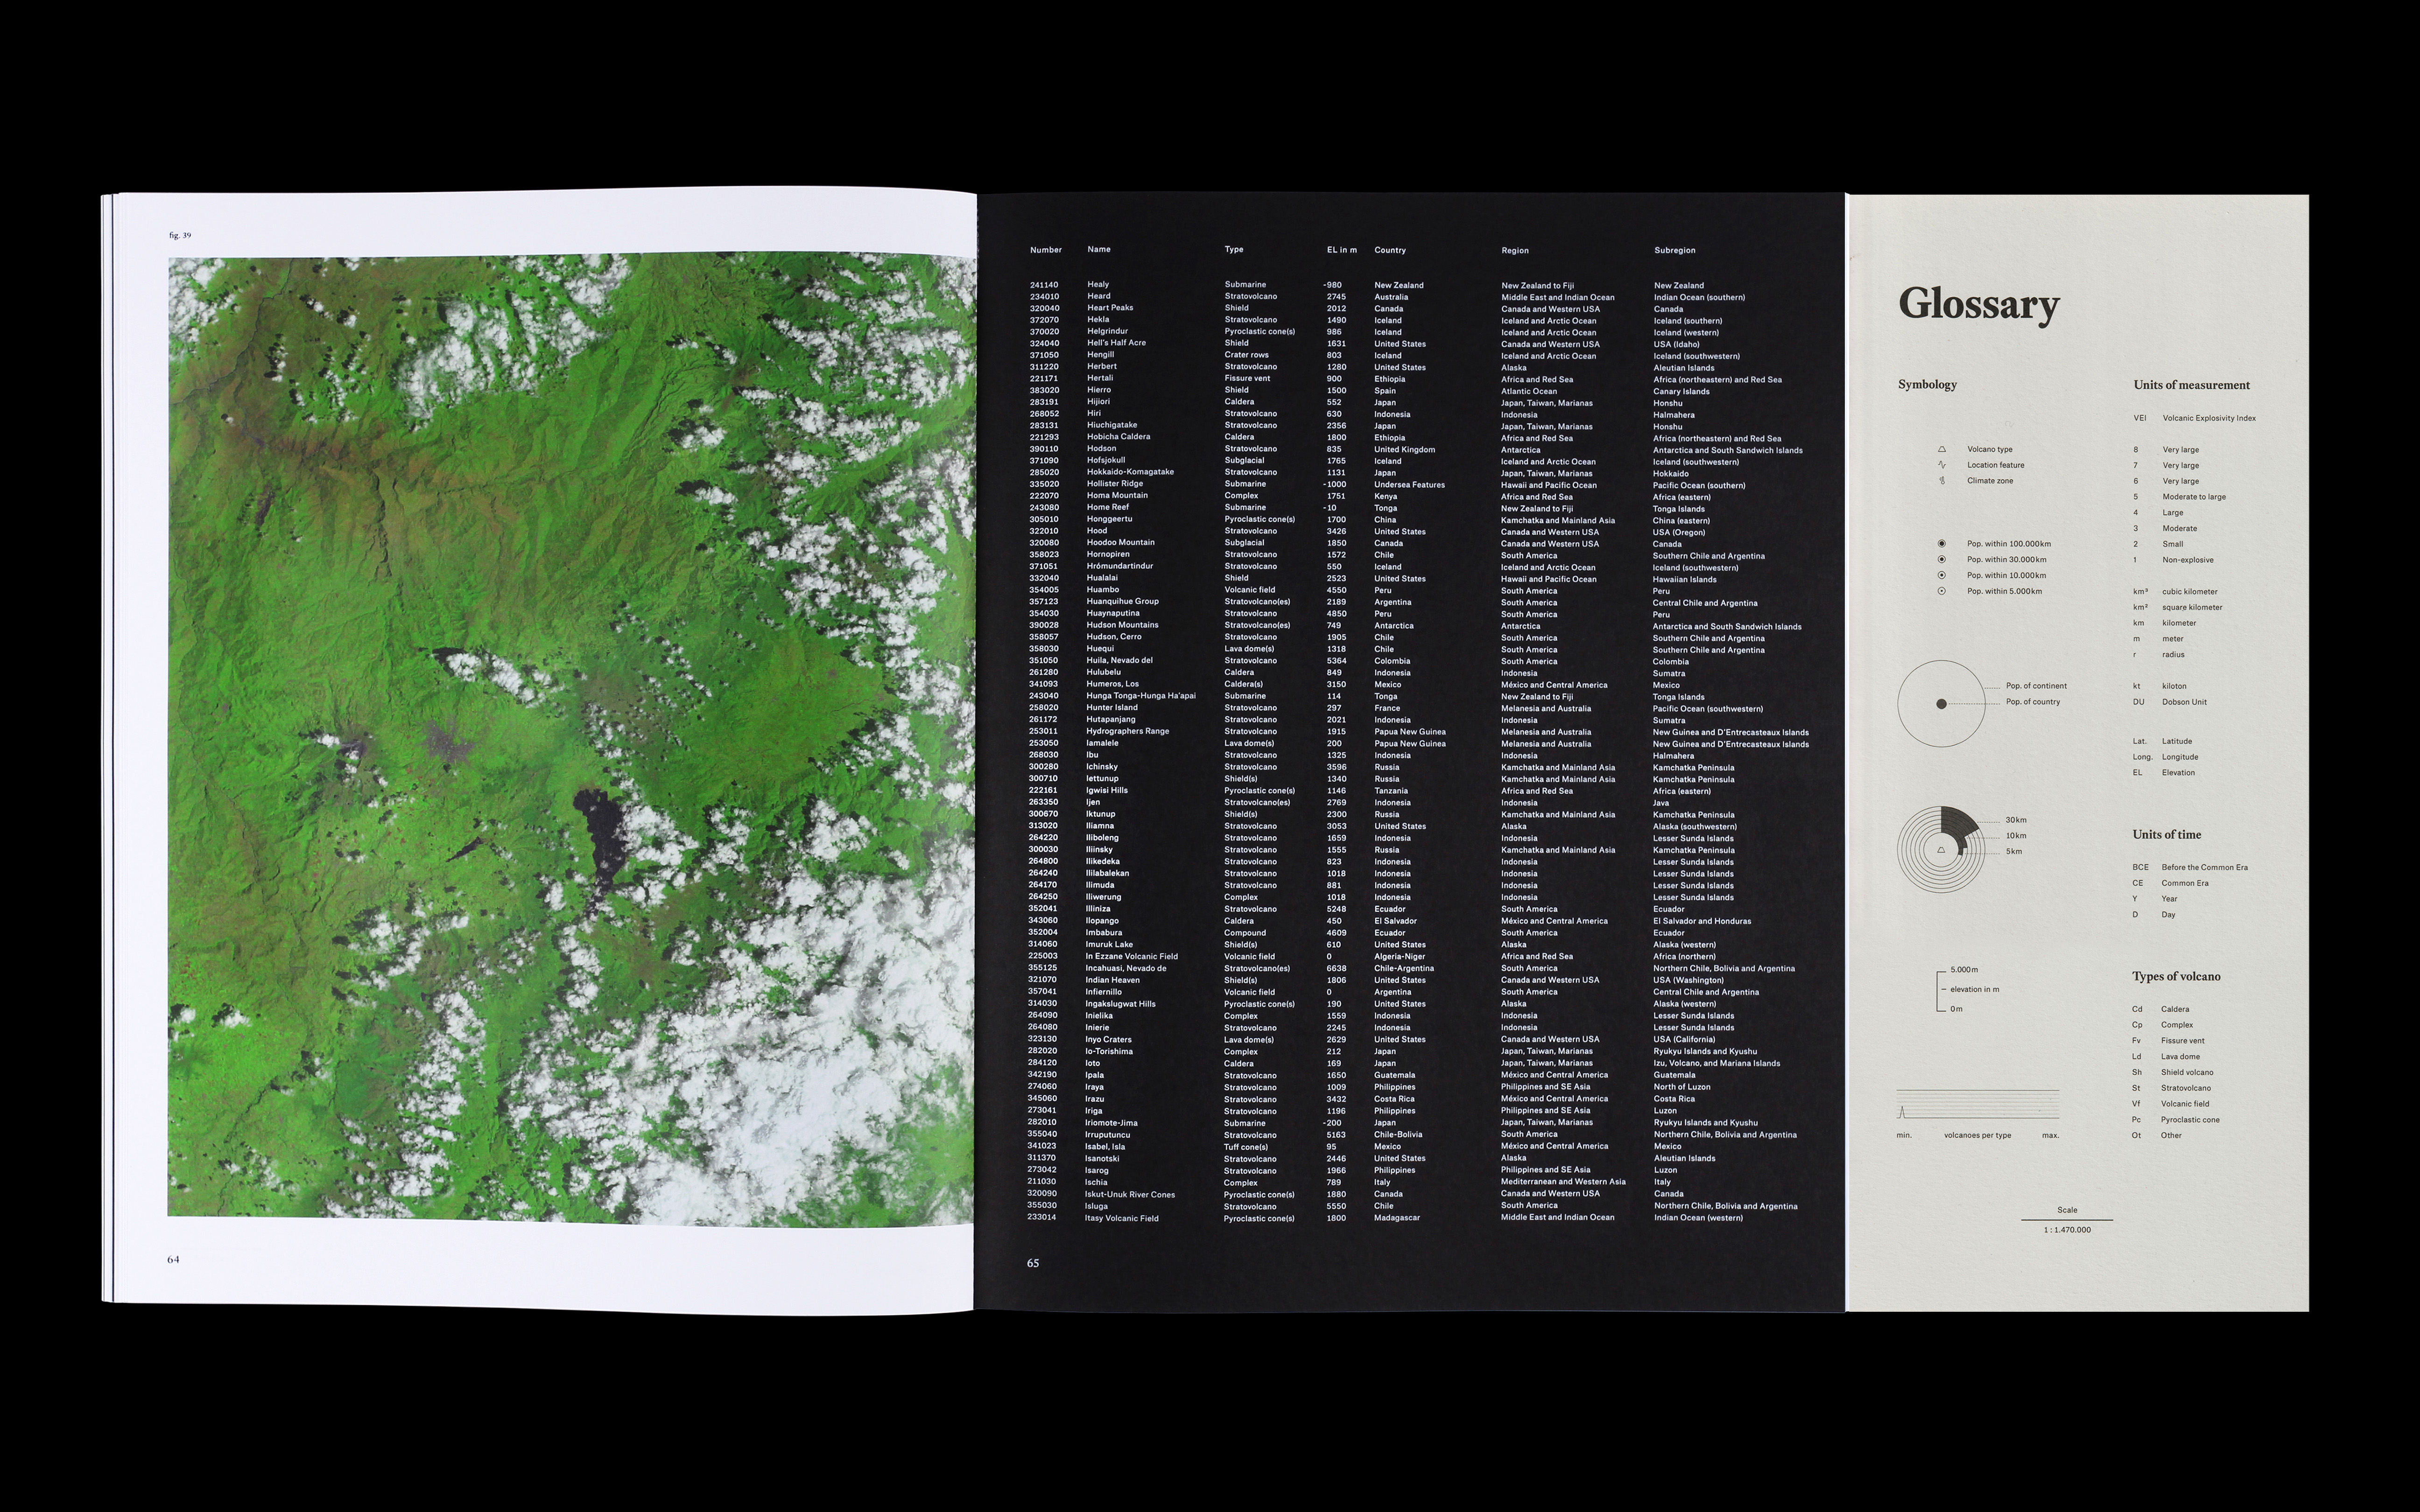 fig. 39
64
Number Name Type EL in m Country Region Subregion
241140 Healy Submarine -980 New Zealand New Zealand to Fiji New Zealand
234010 Heard Stratovolcano 2745 Australia Middle East and Indian Ocean Indian Ocean (southern)
320040 Heart Peaks Shield 2012 Canada Canada and Western USA Canada
372070 Hekla Stratovolcano 1490 Iceland Iceland and Arctic Ocean Iceland (southern)
370020 Helgrindur Pyroclastic cone(s) 986 Iceland Iceland and Arctic Ocean Iceland (western)
324040 Hell's Half Acre Shield 1631 United States Canada and Western USA USA (Idaho)
371050 Hengill Crater rows 803 Iceland Iceland and Arctic Ocean Iceland (southwestern)
311220 Herbert Stratovolcano 1280 United States Alaska Aleutian Islands
221171 Hertali Fissure vent 900 Ethiopia Africa and Red Sea Africa (northeastern) and Red Sea
383020 Hierro Shield 1500 Spain Atlantic Ocean Canary Islands
283191 Hijiori Caldera 552 Japan Japan, Taiwan, Marianas Honshu
268052 Hiri Stratovolcano 630 Indonesia Indonesia Halmahera
283131 Hiuchigatake Stratovolcano 2356 Japan Japan, Taiwan, Marianas Honshu
221293 Hobicha Caldera Caldera 1800 Ethiopia Africa and Red Sea Africa (northeastern) and Red Sea
390110 Hodson Stratovolcano 835 United Kingdom Antarctica Antarctica and South Sandwich Islands
371090 Hofsjokull Subglacial 1765 Iceland Iceland and Arctic Ocean Iceland (southwestern)
285020 Hokkaido-Komagatake Stratovolcano 1131 Japan Japan, Taiwan, Marianas Hokkaido
335020 Hollister Ridge Submarine -1000 Undersea Features Hawaii and Pacific Ocean Pacific Ocean (southern)
222070 Homa Mountain Complex 1751 Kenya Africa and Red Sea Africa (eastern)
243080 Home Reef Submarine -10 Tonga New Zealand to Fiji Tonga Islands
305010 Honggeertu Pyroclastic cone(s) 1700 China Kamchatka and Mainland Asia China (eastern)
322010 Hood Stratovolcano 3426 United States Canada and Western USA USA (Oregon)
320080 Hoodoo Mountain Subglacial 1850 Canada Canada and Western USA Canada
358023 Hornopiren Stratovolcano 1572 Chile South America Southern Chile and Argentina
371051 Hrómundartindur Stratovolcano 550 Iceland Iceland and Arctic Ocean Iceland (southwestern)
332040 Hualalai Shield 2523 United States Hawaii and Pacific Ocean Hawaiian Islands
354005 Huambo Volcanic field 4550 Peru South America Peru
357123 Huanquihue Group Stratovolcano(es) 2189 Argentina South America Central Chile and Argentina
354030 Huaynaputina Stratovolcano 4850 Peru South America Peru
390028 Hudson Mountains Stratovolcano(es) 749 Antarctica Antarctica Antarctica and South Sandwich Islands
358057 Hudson, Cerro Stratovolcano 1905 Chile South America Southern Chile and Argentina
358030 Huequi Lava dome(s) 1318 Chile South America Southern Chile and Argentina
351050 Huila, Nevado del Stratovolcano 5364 Colombia South America Colombia
261280 Hulubelu Caldera 849 Indonesia Indonesia Sumatra
341093 Humeros, Los Caldera(s) 3150 Mexico México and Central America Mexico
243040 Hunga Tonga-Hunga Ha'apai Submarine 114 Tonga New Zealand to Fiji Tonga Islands
258020 Hunter Island Stratovolcano 297 France Melanesia and Australia Pacific Ocean (southwestern)
261172 Hutapanjang Stratovolcano 2021 Indonesia Indonesia Sumatra
253011 Hydrographers Range Stratovolcano 1915 Papua New Guinea Melanesia and Australia New Guinea and D'Entrecasteaux Islands
253050 Iamalele Lava dome(s) 200 Papua New Guinea Melanesia and Australia New Guinea and D'Entrecasteaux Islands
268030 Ibu Stratovolcano 1325 Indonesia Indonesia Halmahera
300280 Ichinsky Stratovolcano 3596 Russia Kamchatka and Mainland Asia Kamchatka Peninsula
300710 Iettunup Shield(s) 1340 Russia Kamchatka and Mainland Asia Kamchatka Peninsula
222161 Igwisi Hills Pyroclastic cone(s) 1146 Tanzania Africa and Red Sea Africa (eastern)
263350 Ijen Stratovolcano(es) 2769 Indonesia Indonesia Java
300670 Iktunup Shield(s) 2300 Russia Kamchatka and Mainland Asia Kamchatka Peninsula
313020 Iliamna Stratovolcano 3053 United States Alaska Alaska (southwestern)
264220 Iliboleng Stratovolcano 1659 Indonesia Indonesia Lesser Sunda Islands
300030 Iliinsky Stratovolcano 1555 Russia Kamchatka and Mainland Asia Kamchatka Peninsula
264800 Ilikedeka Stratovolcano 823 Indonesia Indonesia Lesser Sunda Islands
264240 Ililabalekan Stratovolcano 1018 Indonesia Indonesia Lesser Sunda Islands
264170 Ilimuda Stratovolcano 881 Indonesia Indonesia Lesser Sunda Islands
264250 Iliwerung Complex 1018 Indonesia Indonesia Lesser Sunda Islands
352041 Illiniza Stratovolcano 5248 Ecuador South America Ecuador
343060 Ilopango Caldera 450 El Salvador México and Central America El Salvador and Honduras
352004 Imbabura Compound 4609 Ecuador South America Ecuador
314060 Imuruk Lake Shield(s) 610 United States Alaska Alaska (western)
225003 In Ezzane Volcanic Field Volcanic field 0 Algeria-Niger Africa and Red Sea Africa (northern)
355125 Incahuasi, Nevado de Stratovolcano(es) 6638 Chile-Argentina South America Northern Chile, Bolivia and Argentina
321070 Indian Heaven Shield(s) 1806 United States Canada and Western USA USA (Washington)
357041 Infiernillo Volcanic field 0 Argentina South America Central Chile and Argentina
314030 Ingakslugwat Hills Pyroclastic cone(s) 190 United States Alaska Alaska (western)
264090 Inielika Complex 1559 Indonesia Indonesia Lesser Sunda Islands
264080 Inierie Stratovolcano 2245 Indonesia Indonesia Lesser Sunda Islands
323130 Inyo Craters Lava dome(s) 2629 United States Canada and Western USA USA (California)
282020 Io-Torishima Complex 212 Japan Japan, Taiwan, Marianas Ryukyu Islands and Kyushu
284120 Ioto Caldera 169 Japan Japan, Taiwan, Marianas Izu, Volcano, and Mariana Islands
342190 Ipala Stratovolcano 1650 Guatemala México and Central America Guatemala
274060 Iraya Stratovolcano 1009 Philippines Philippines and SE Asia North of Luzon
345060 Irazu Stratovolcano 3432 Costa Rica México and Central America Costa Rica
273041 Iriga Stratovolcano 1196 Philippines Philippines and SE Asia Luzon
282010 Iriomote-Jima Submarine -200 Japan Japan, Taiwan, Marianas Ryukyu Islands and Kyushu
355040 Irruputuncu Stratovolcano 5163 Chile-Bolivia South America Northern Chile, Bolivia and Argentina
341023 Isabel, Isla Tuff cone(s) 95 Mexico México and Central America Mexico
311370 Isanotski Stratovolcano 2446 United States Alaska Aleutian Islands
273042 Isarog Stratovolcano 1966 Philippines Philippines and SE Asia Luzon
211030 Ischia Complex 789 Italy Mediterranean and Western Asia Italy
320090 Iskut-Unuk River Cones Pyroclastic cone(s) 1880 Canada Canada and Western USA Canada
355030 Isluga Stratovolcano 5550 Chile South America Northern Chile, Bolivia and Argentina
233014 Itasy Volcanic Field Pyroclastic cone(s) 1800 Madagascar Middle East and Indian Ocean Indian Ocean (western)
65
Glossary
Symbology
Volcano type
Location feature
Climate zone
Pop. within 100.000km
Pop. within 30.000km
Pop. within 10.000km
Pop. within 5.000km
Pop. of continent
Pop. of country
30km
10km
5km
5.000m
elevation in m
0m
min. volcanoes per type max.
Units of measurement
VEI Volcanic Explosivity Index
8 Very large
7 Very large
6 Very large
5 Moderate to large
4 Large
3 Moderate
2 Small
1 Non-explosive
km³ cubic kilometer
km² square kilometer
km kilometer
m meter
r radius
kt kiloton
DU Dobson Unit
Lat. Latitude
Long. Longitude
EL Elevation
Units of time
BCE Before the Common Era
CE Common Era
Y Year
D Day
Types of volcano
Cd Caldera
Cp Complex
Fv Fissure vent
Ld Lava dome
Sh Shield volcano
St Stratovolcano
Vf Volcanic field
Pc Pyroclastic cone
Ot Other
Scale
1 : 1.470.000